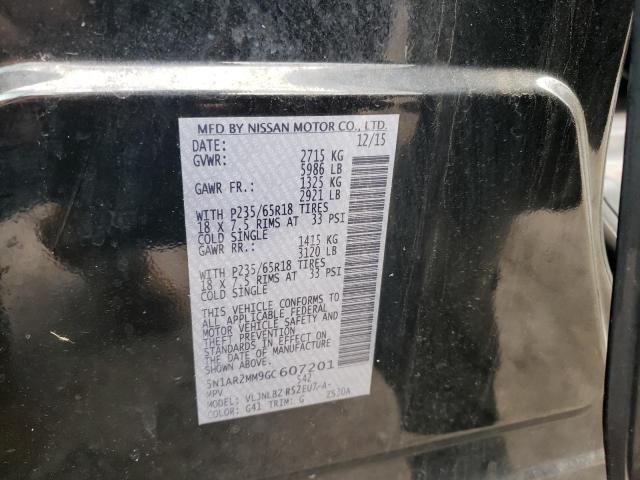 MFD BY NISSAN MOTOR CO., LTD.
DATE: 12/15
GVWR: 2715 KG
5986 LB
GAWR FR.: 1325 KG
2921 LB
WITH P235/65R18 TIRES
18 X 7.5 RIMS AT 33 PSI
COLD SINGLE
GAWR RR.: 1415 KG
3120 LB
WITH P235/65R18 TIRES
18 X 7.5 RIMS AT 33 PSI
COLD SINGLE
THIS VEHICLE CONFORMS TO
ALL APPLICABLE FEDERAL
MOTOR VEHICLE SAFETY AND
THEFT PREVENTION
STANDARDS IN EFFECT ON
THE DATE OF MANUFACTURE
SHOWN ABOVE.
5N1AR2MM9GC607201
MPV S42
MODEL: VLJNLBZ R52EU7-A-
COLOR: G41 TRIM: G Z530A